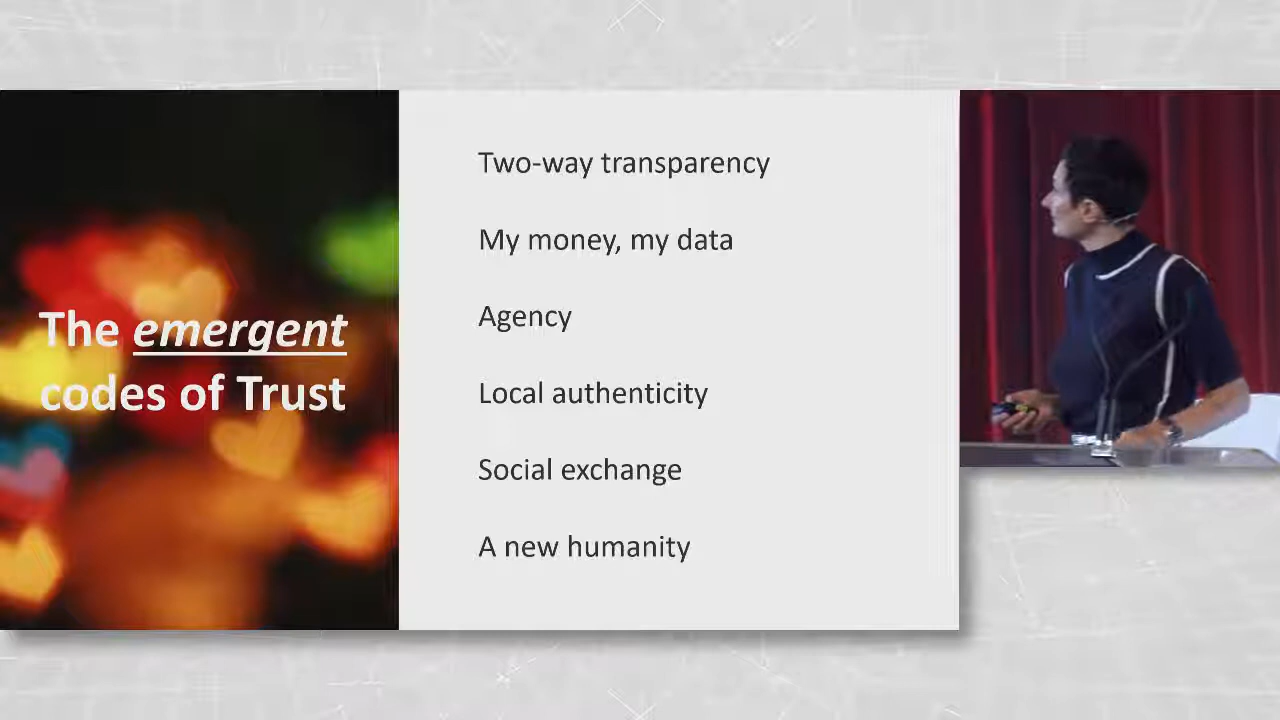 The emergent
codes of Trust
Two-way transparency
My money, my data
Agency
Local authenticity
Social exchange
A new humanity